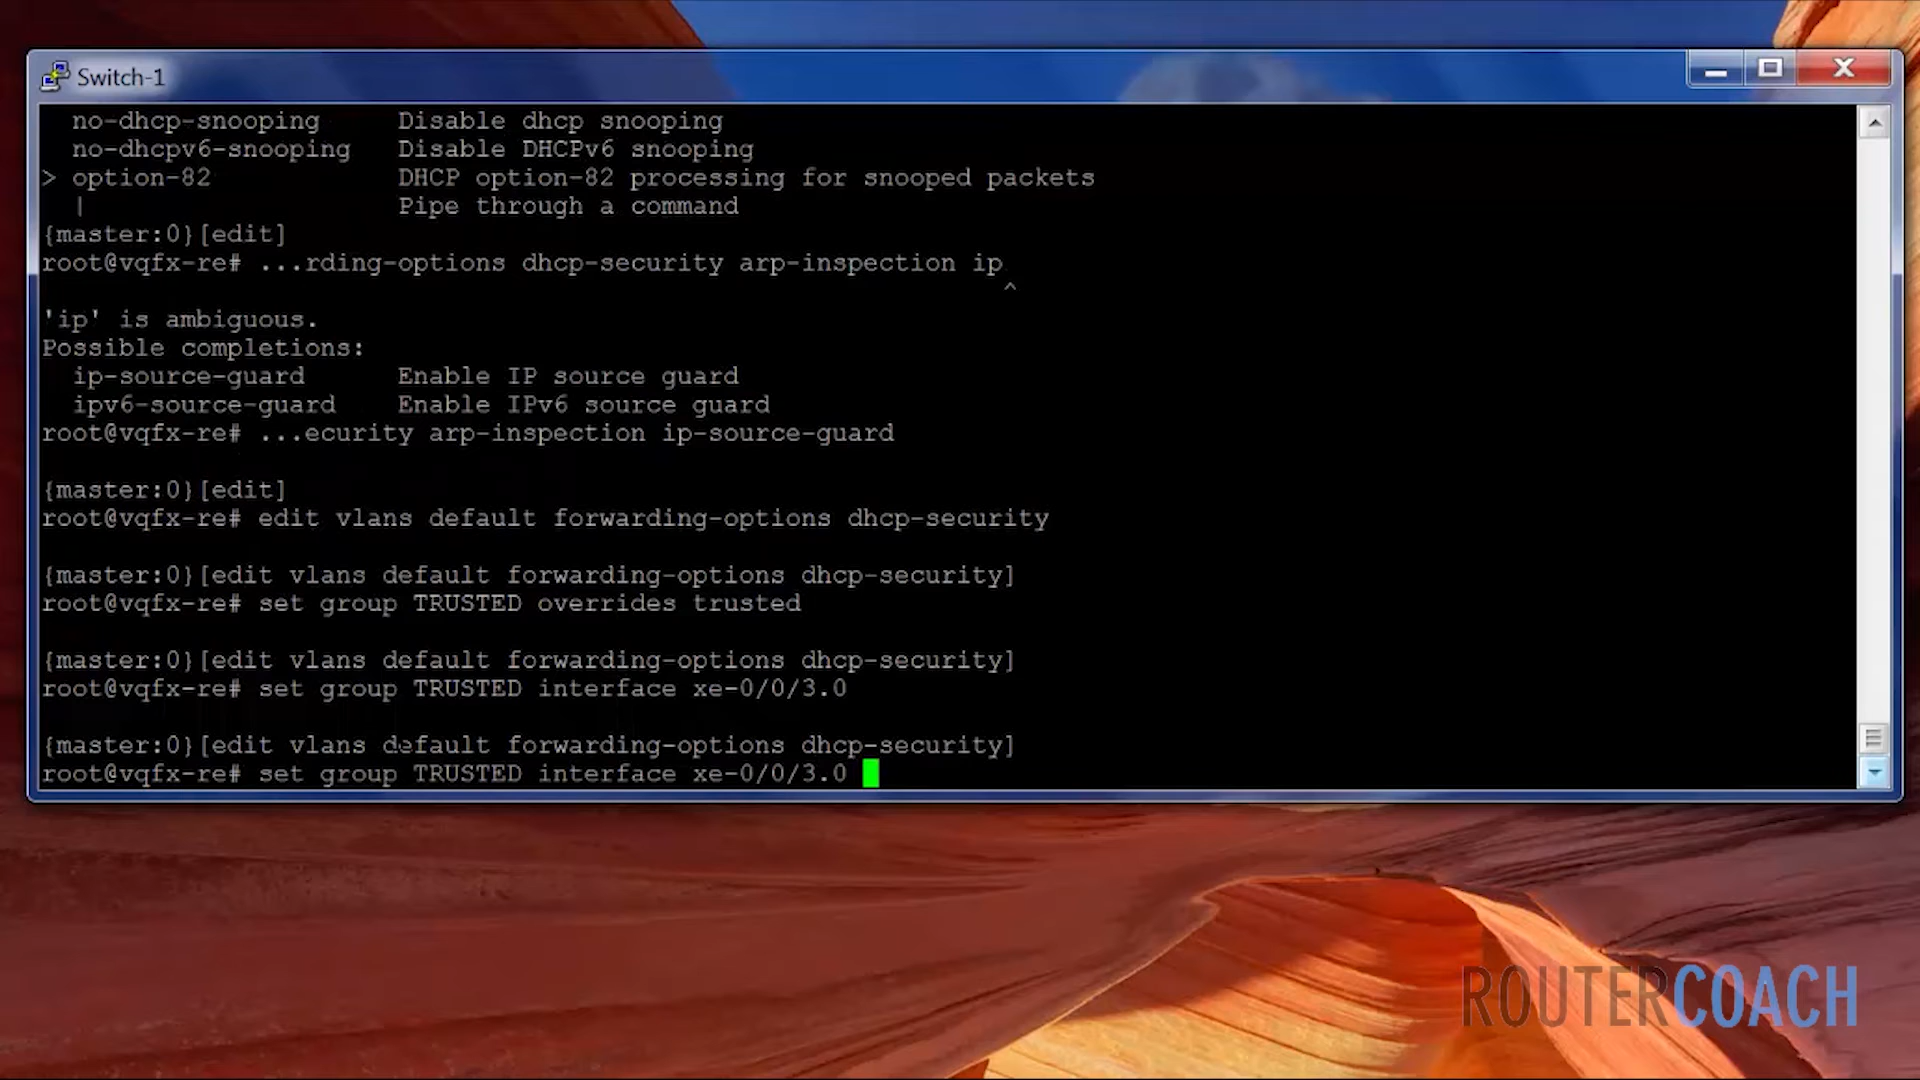 Switch-1
no-dhcp-snooping Disable dhcp snooping
no-dhcpv6-snooping Disable DHCPv6 snooping
> option-82 DHCP option-82 processing for snooped packets
| Pipe through a command
{master:0}[edit]
root@vqfx-re# ...rding-options dhcp-security arp-inspection ip
^
'ip' is ambiguous.
Possible completions:
ip-source-guard Enable IP source guard
ipv6-source-guard Enable IPv6 source guard
root@vqfx-re# ...ecurity arp-inspection ip-source-guard
{master:0}[edit]
root@vqfx-re# edit vlans default forwarding-options dhcp-security
{master:0}[edit vlans default forwarding-options dhcp-security]
root@vqfx-re# set group TRUSTED overrides trusted
{master:0}[edit vlans default forwarding-options dhcp-security]
root@vqfx-re# set group TRUSTED interface xe-0/0/3.0
{master:0}[edit vlans default forwarding-options dhcp-security]
root@vqfx-re# set group TRUSTED interface xe-0/0/3.0
ROUTERCOACH